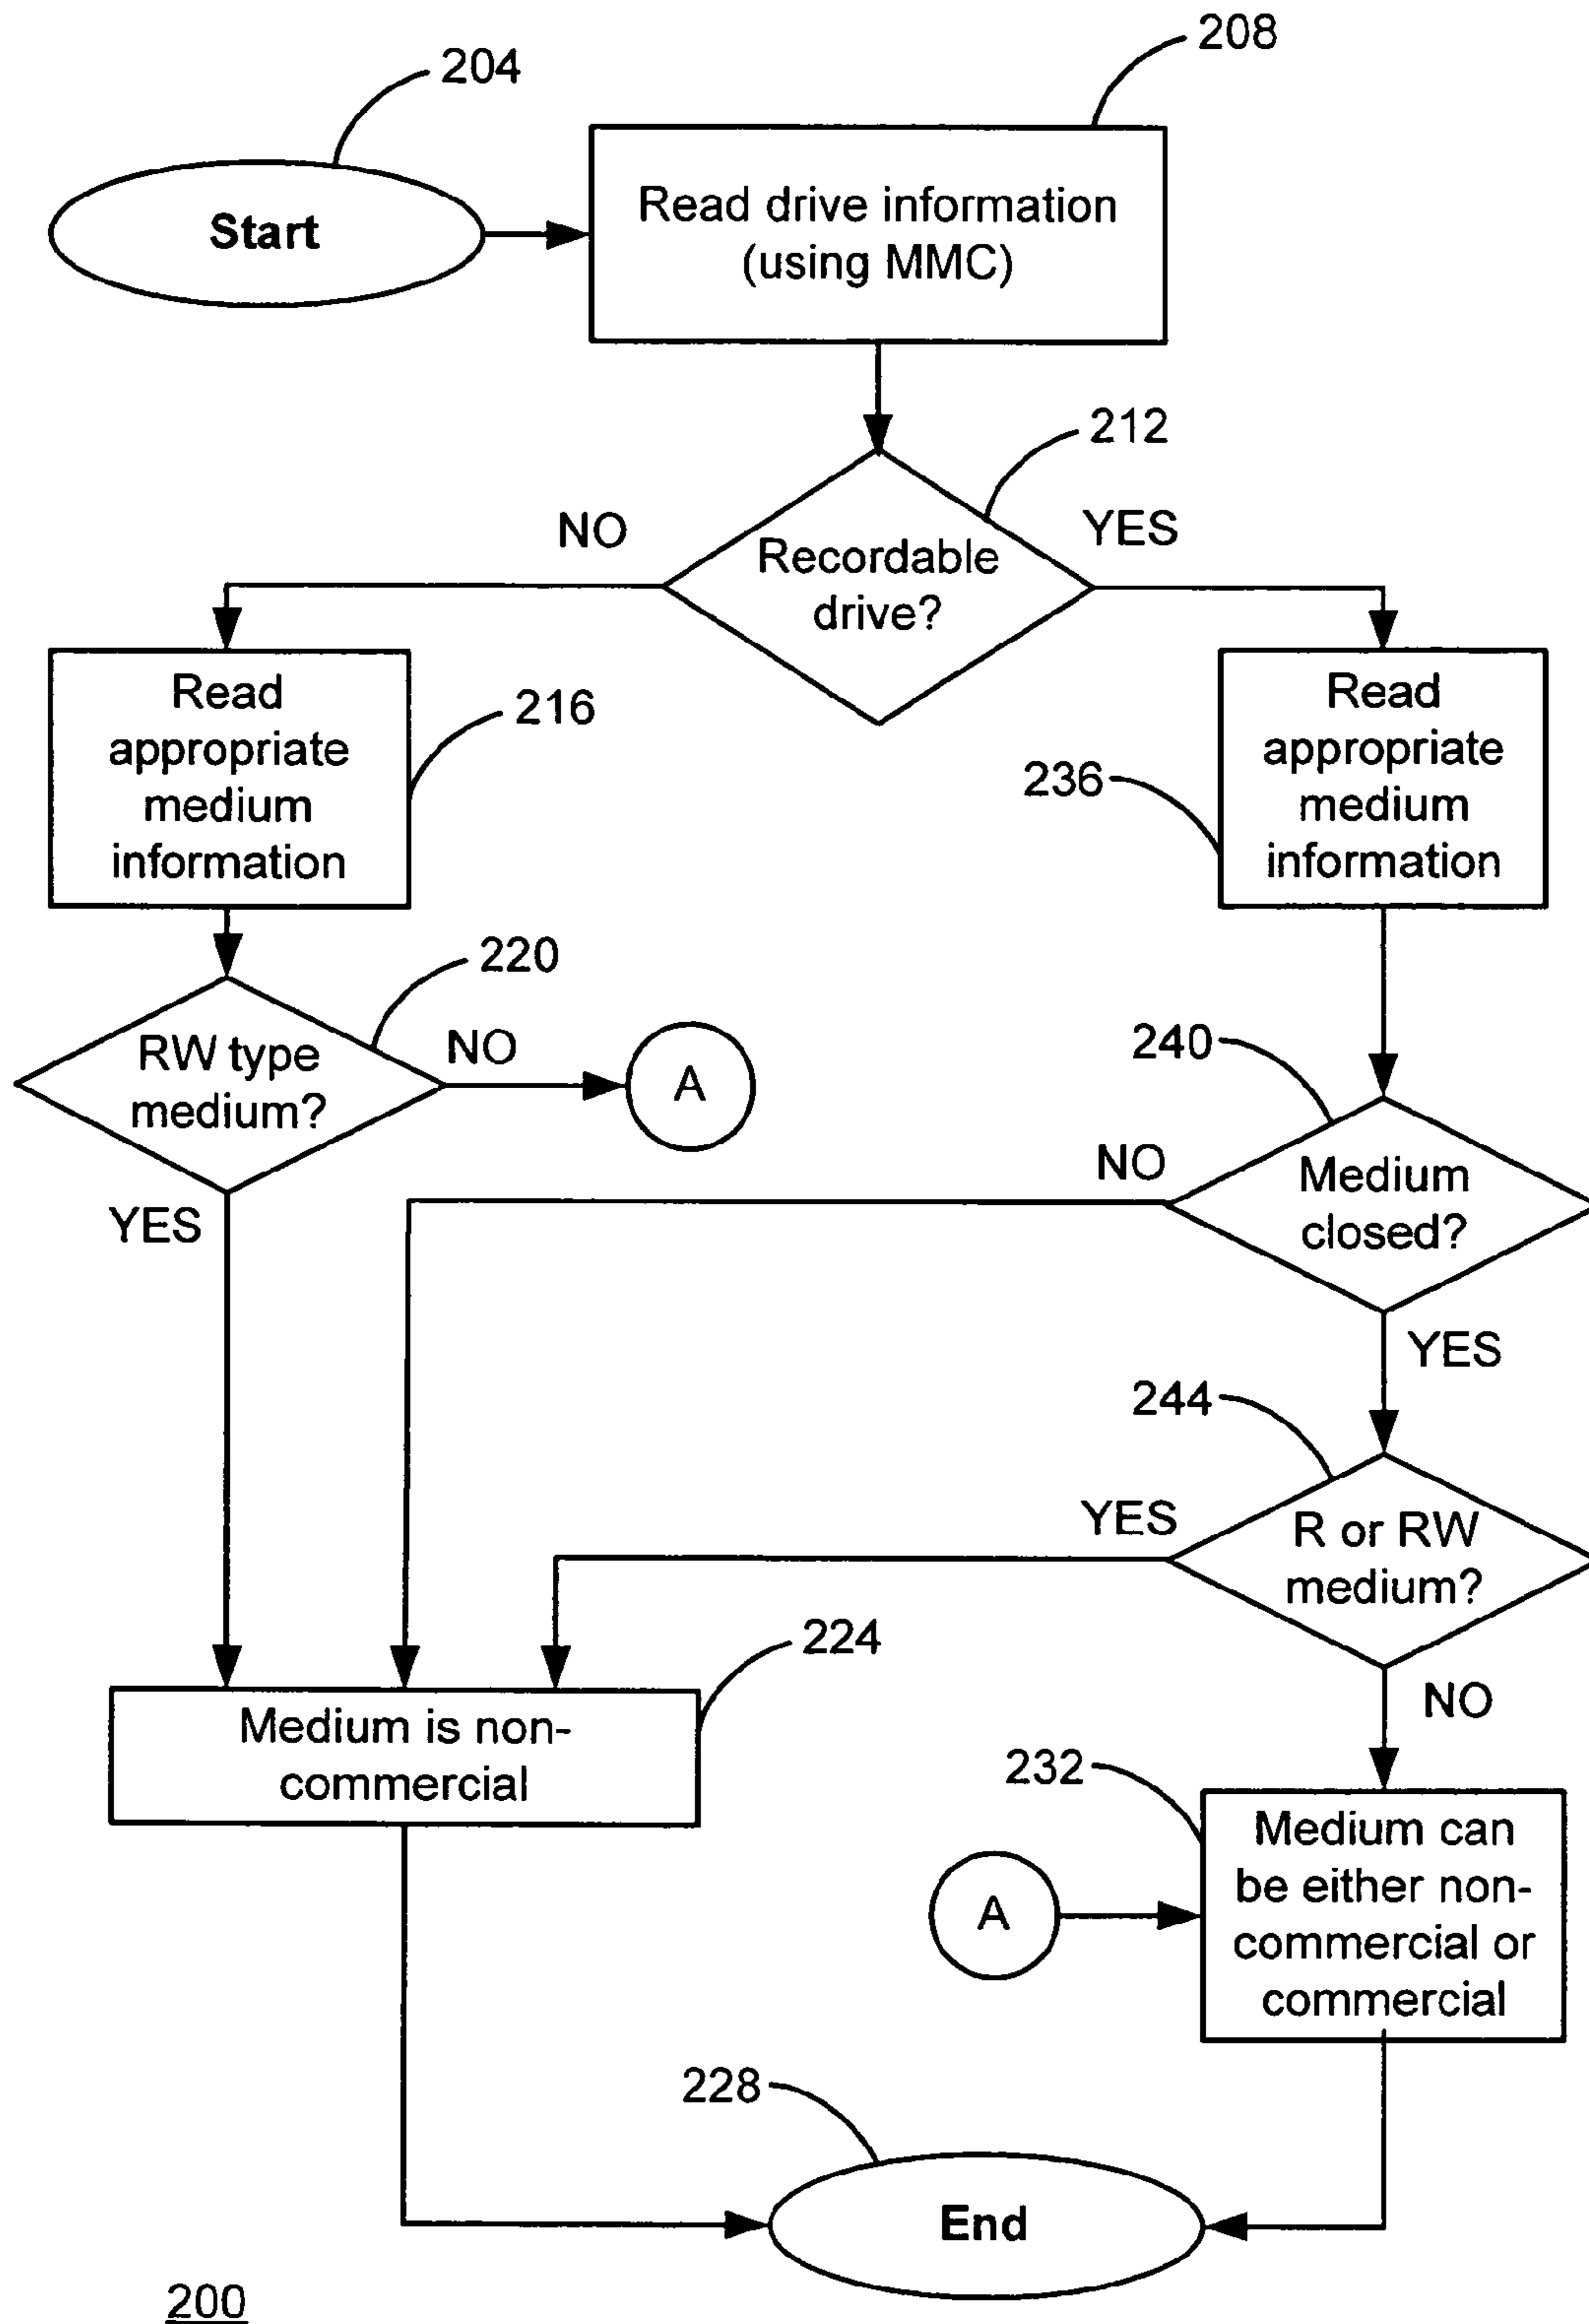 204
208
Start
Read drive information
(using MMC)
212
NO
YES
Recordable
drive?
Read
appropriate
medium
information
216
Read
appropriate
medium
information
236
220
RW type
medium?
NO
A
240
NO
Medium
closed?
YES
YES
244
YES
R or RW
medium?
224
NO
Medium is non-
commercial
232
Medium can
be either non-
commercial or
commercial
A
228
End
200